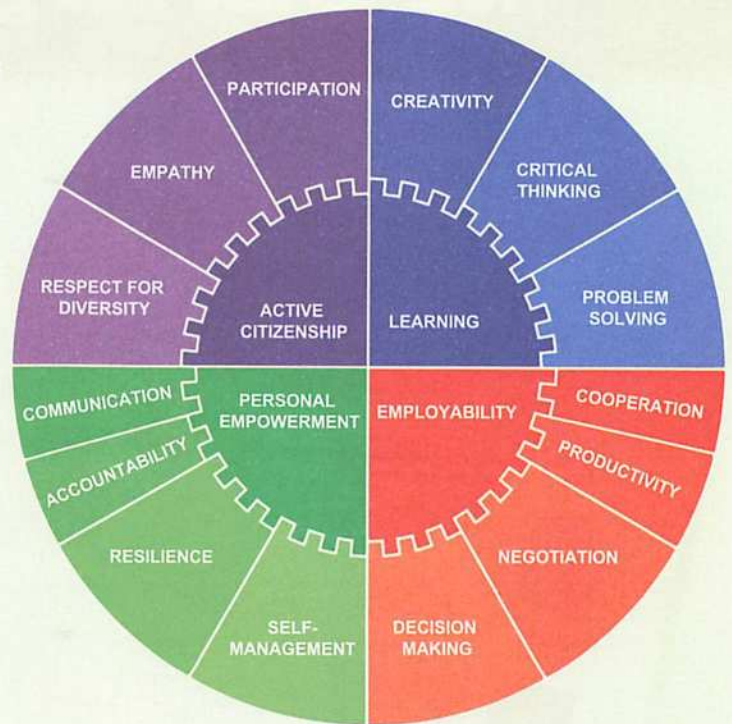 PARTICIPATION
CREATIVITY
EMPATHY
CRITICAL
THINKING
RESPECT FOR
DIVERSITY
PROBLEM
SOLVING
ACTIVE
CITIZENSHIP
LEARNING
COMMUNICATION
PERSONAL
EMPOWERMENT
EMPLOYABILITY
COOPERATION
ACCOUNTABILITY
PRODUCTIVITY
RESILIENCE
NEGOTIATION
SELF-
MANAGEMENT
DECISION
MAKING